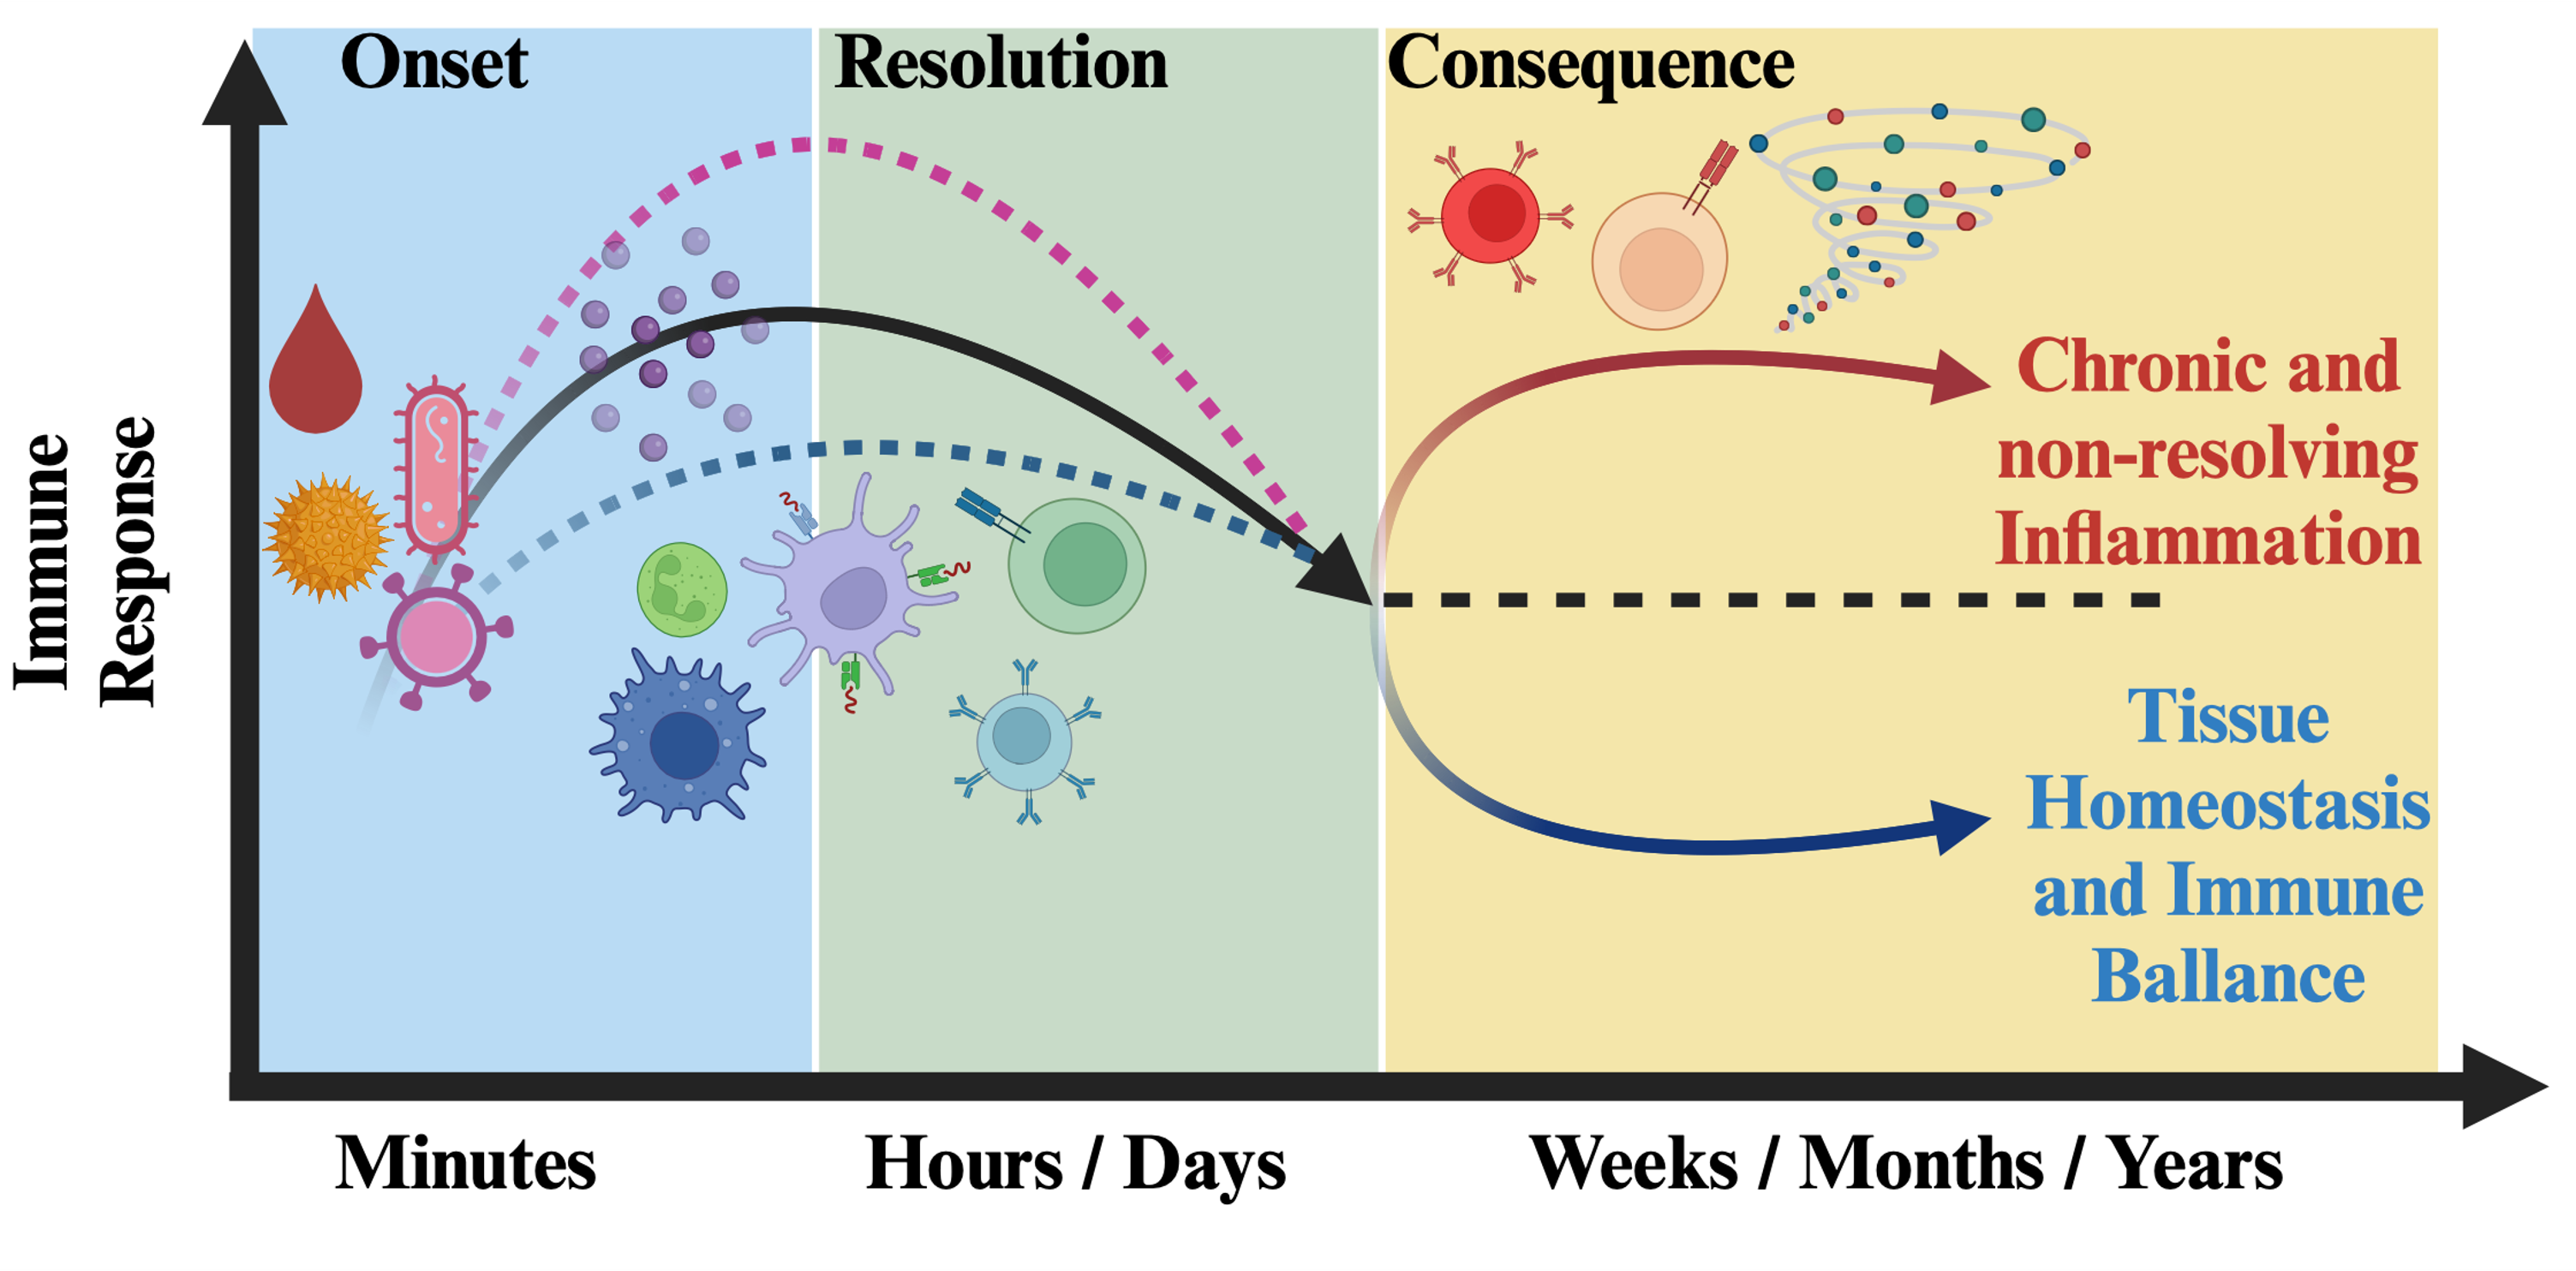 Onset
Resolution
Consequence
Immune
Response
Chronic and
non-resolving
Inflammation
Tissue
Homeostasis
and Immune
Ballance
Minutes
Hours / Days
Weeks / Months / Years